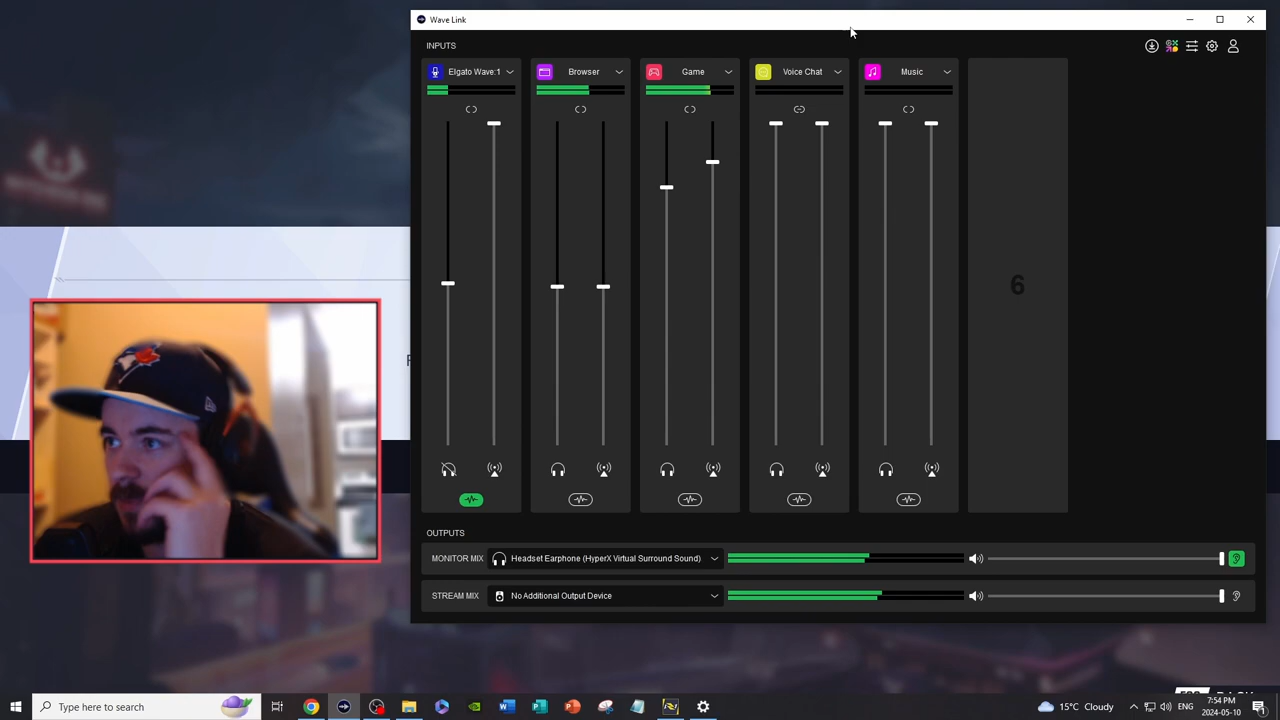 Wave Link
INPUTS
Elgato Wave:1
Browser
Game
Voice Chat
Music
6
OUTPUTS
MONITOR MIX
Headset Earphone (HyperX Virtual Surround Sound)
STREAM MIX
No Additional Output Device
Type here to search
15°C Cloudy
ENG
7:54 PM
2024-05-10